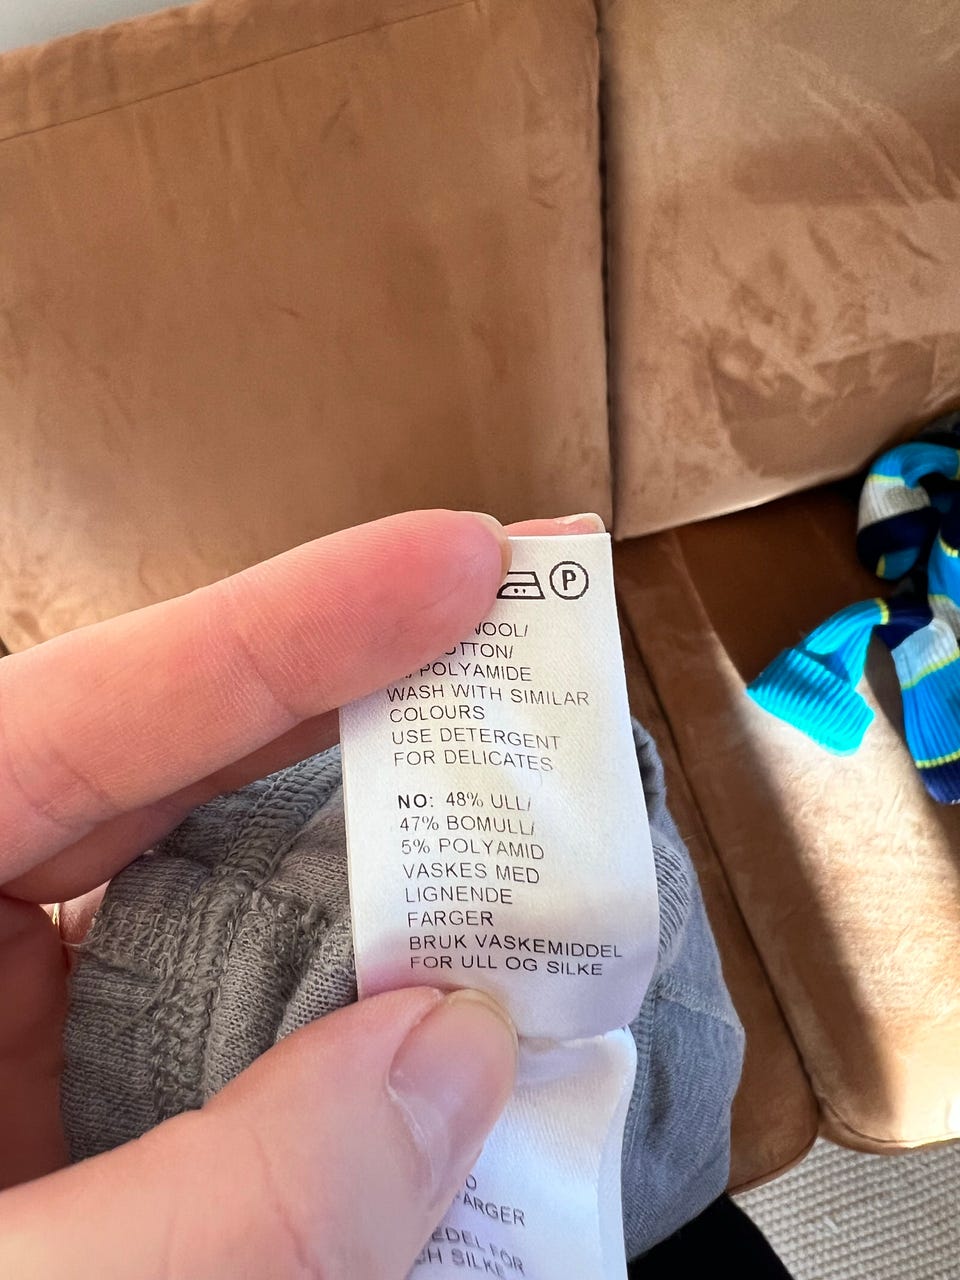 P
POLYAMIDE
WASH WITH SIMILAR
COLOURS
USE DETERGENT
FOR DELICATES
NO: 48% ULL/
47% BOMULL/
5% POLYAMID
VASKES MED
LIGNENDE
FARGER
BRUK VASKEMIDDEL
FOR ULL OG SILKE